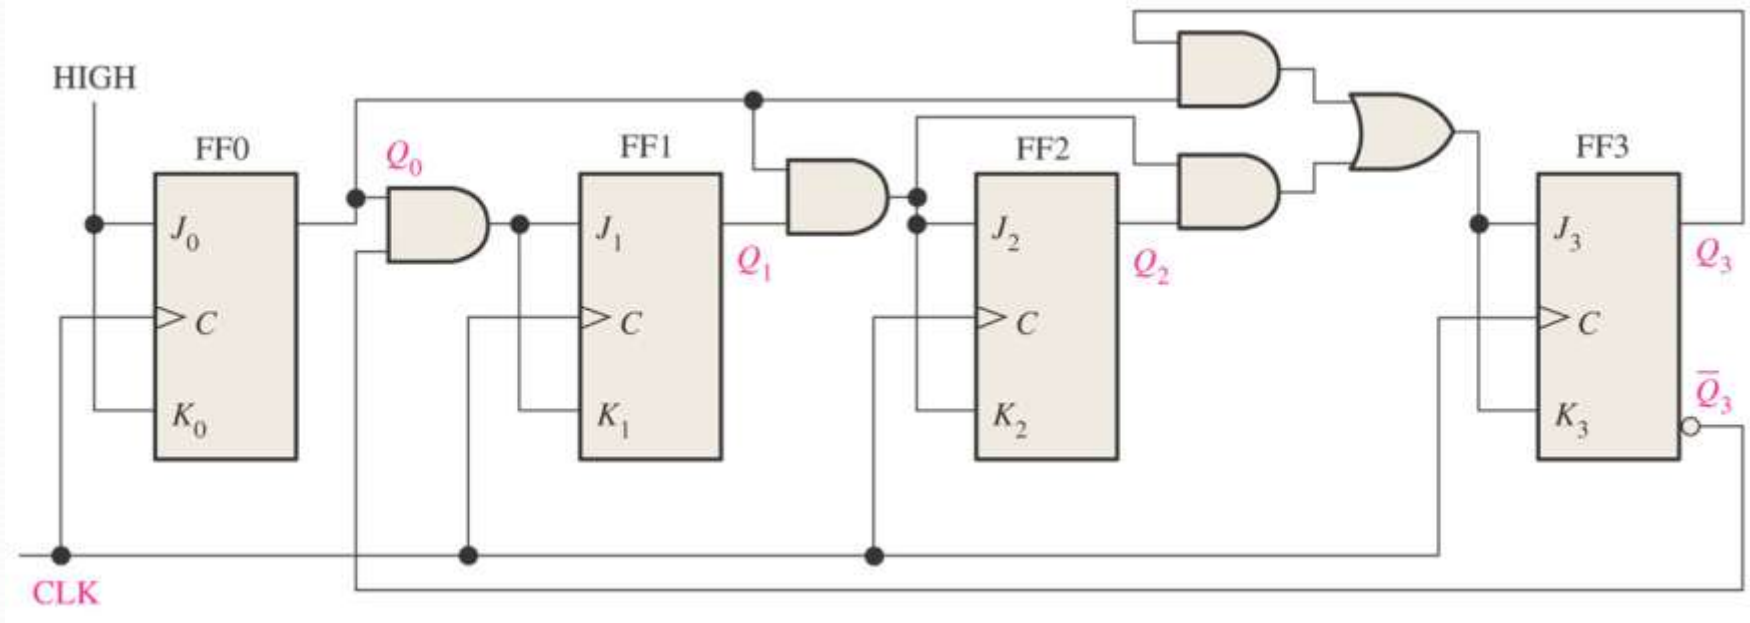 HIGH
FF0
Q₀
FF1
FF2
FF3
J₀
J₁
Q₁
J₂
Q₂
J₃
Q₃
C
C
C
C
K₀
K₁
K₂
K₃
Q̅₃
CLK